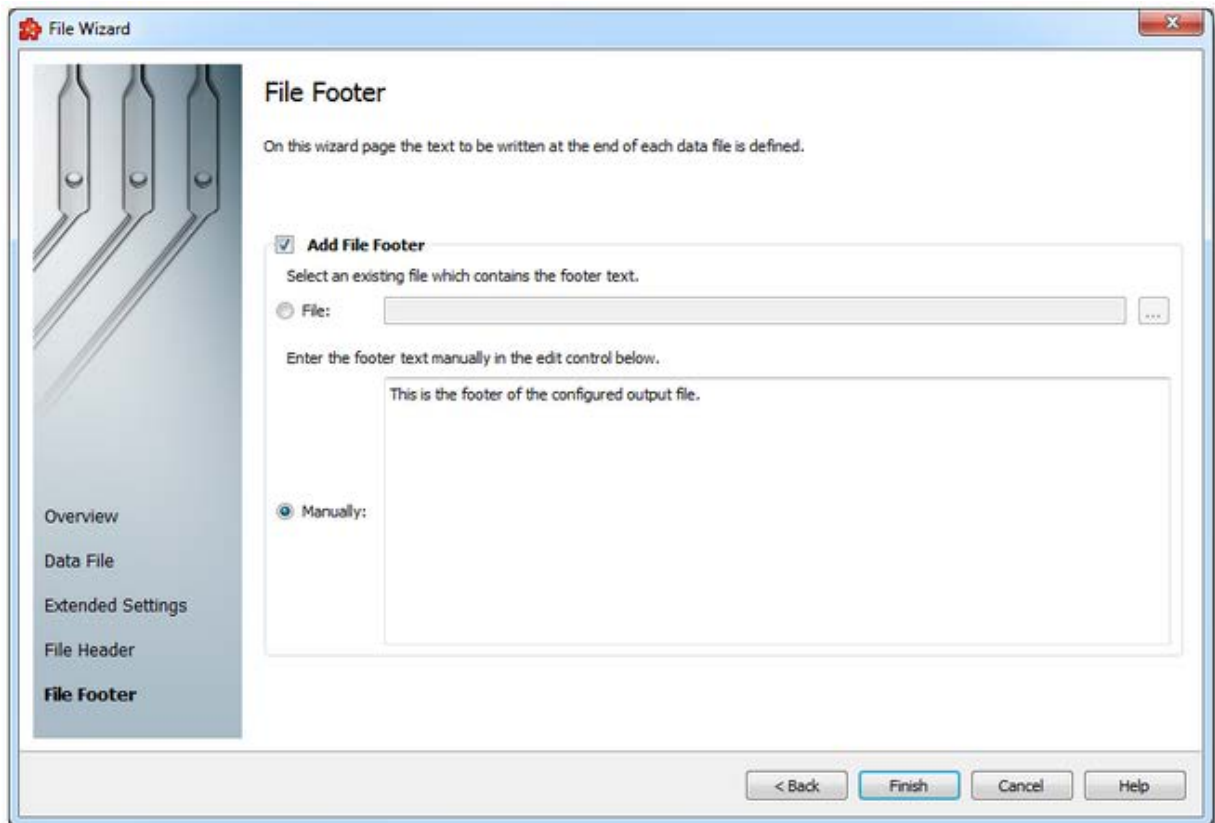 File Wizard
File Footer
On this wizard page the text to be written at the end of each data file is defined.
Add File Footer
Select an existing file which contains the footer text.
File:
...
Enter the footer text manually in the edit control below.
This is the footer of the configured output file.
Manually:
Overview
Data File
Extended Settings
File Header
File Footer
< Back
Finish
Cancel
Help